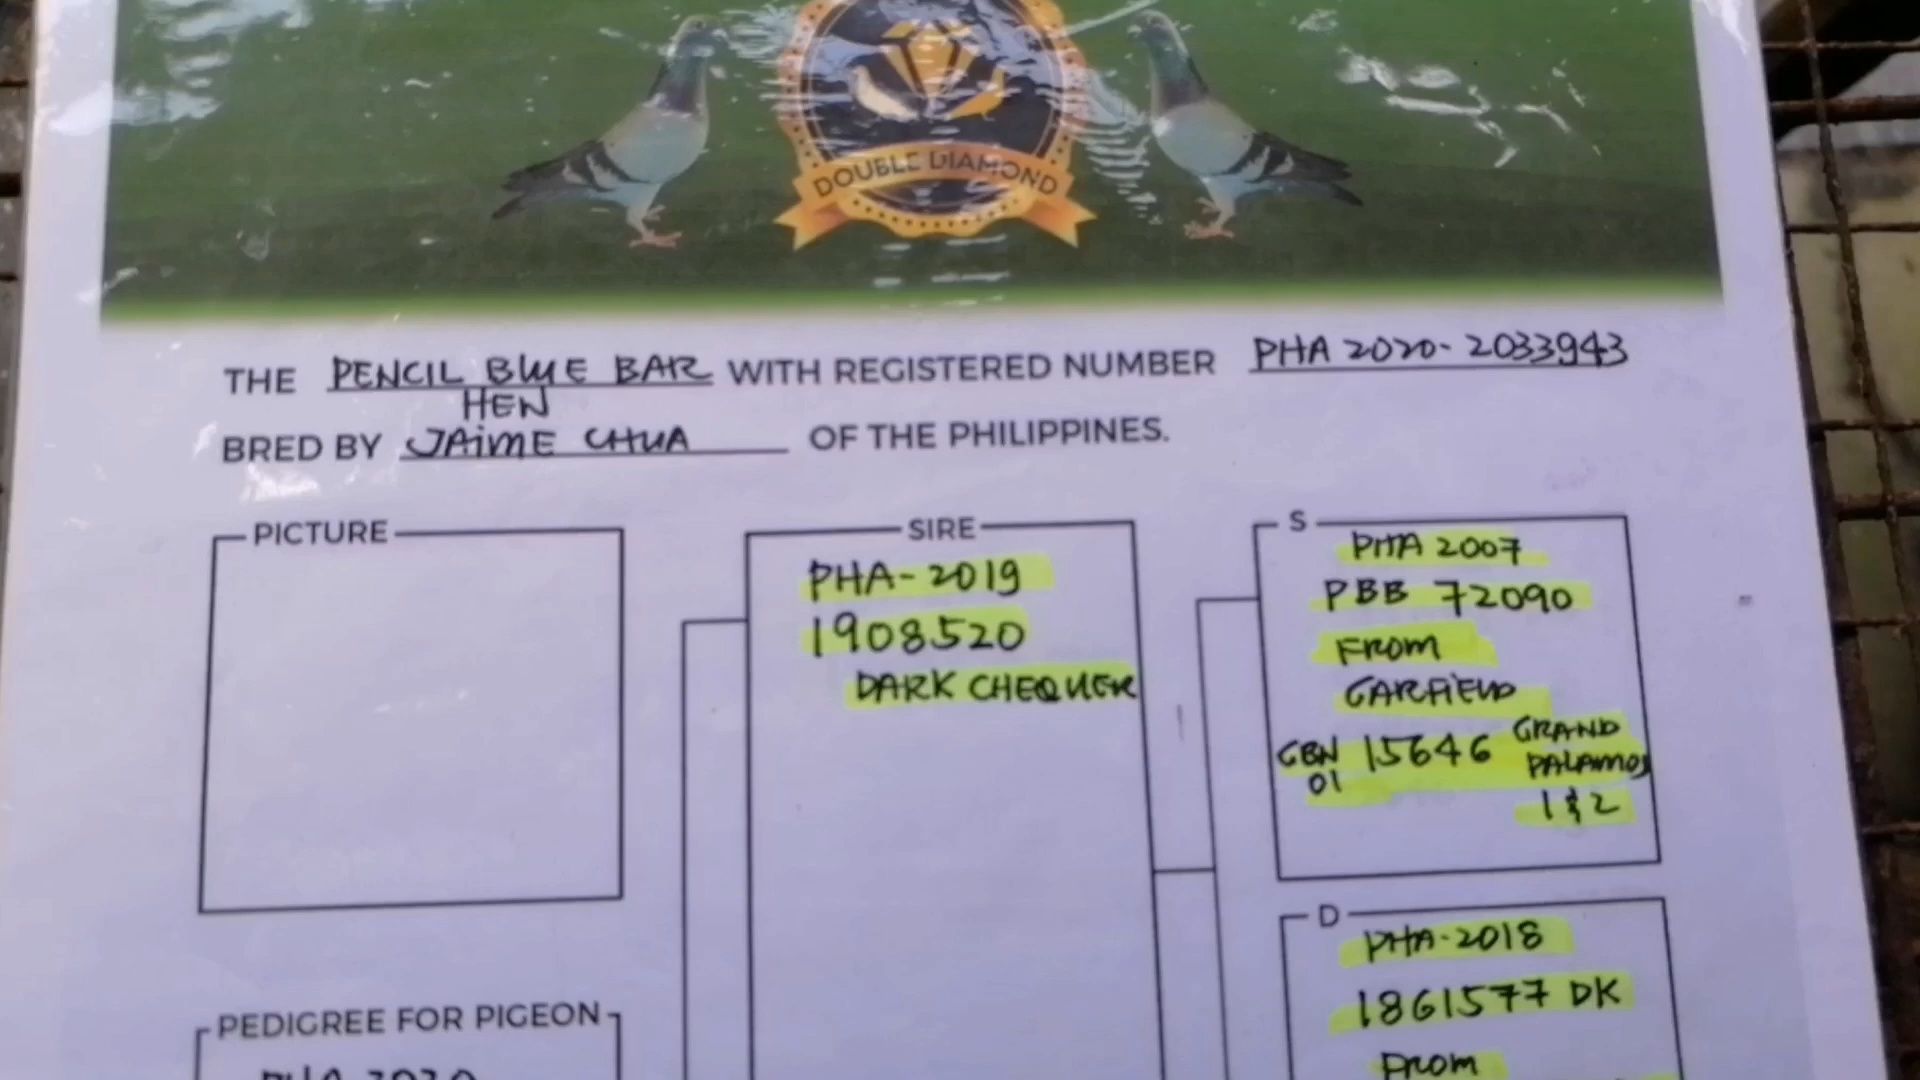 DOUBLE DIAMOND
THE PENCIL BLUE BAR HEN WITH REGISTERED NUMBER PHA 2020-2033943
BRED BY JAIME CHUA OF THE PHILIPPINES.
PICTURE
SIRE
PHA-2019
1908520
DARK CHEQUER
S
PHA 2007
PBB 72090
FROM
GARFIELD
GBN 01 15646 GRAND PALAMOS 1 & 2
D
PHA-2018
1861577 DK
FROM
PEDIGREE FOR PIGEON
PHA 2020